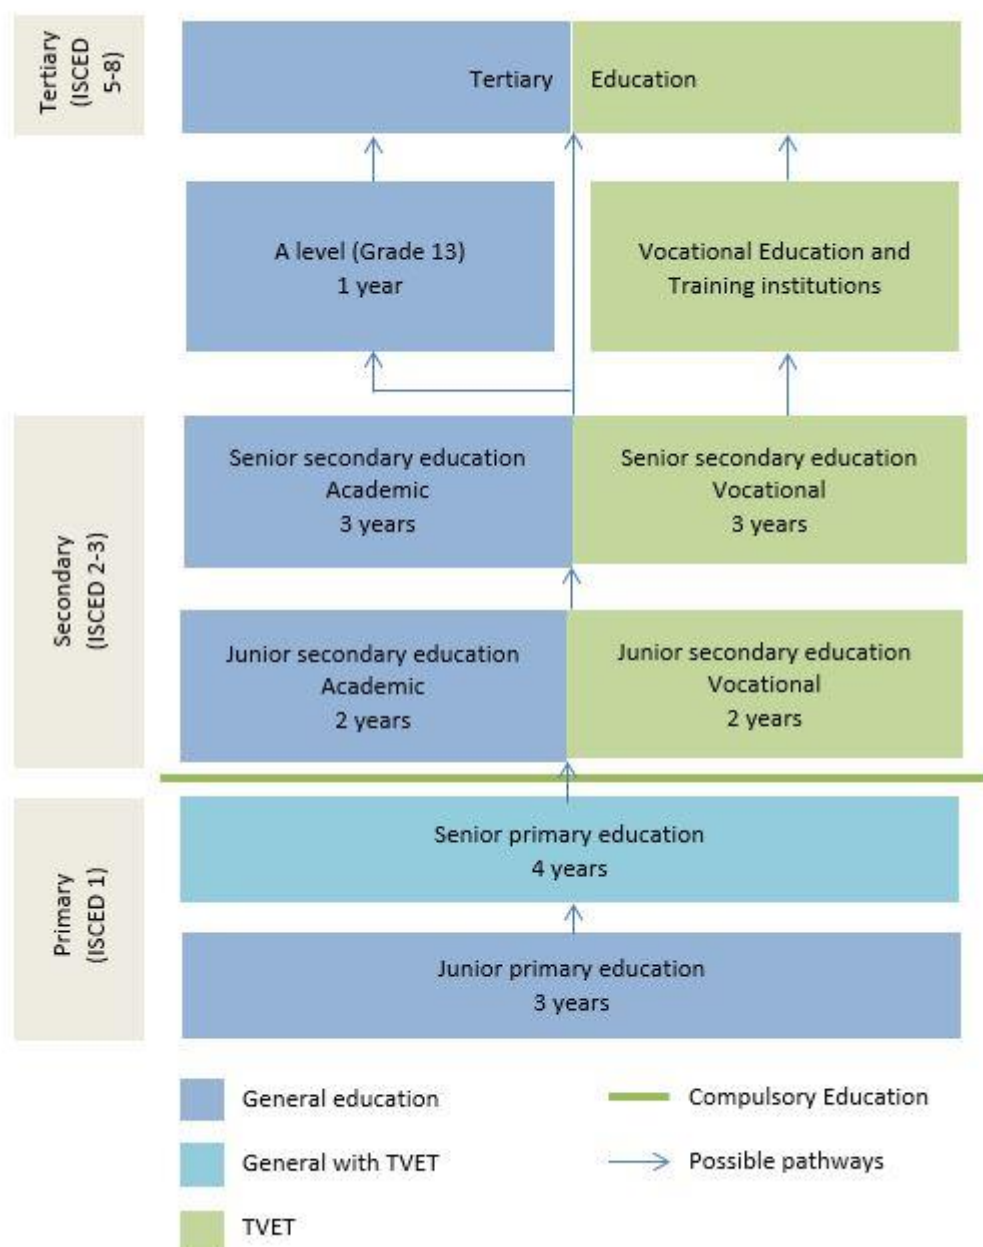 Tertiary
(ISCED
5-8)
Tertiary Education
A level (Grade 13)
1 year
Vocational Education and
Training institutions
Secondary
(ISCED 2-3)
Senior secondary education
Academic
3 years
Senior secondary education
Vocational
3 years
Junior secondary education
Academic
2 years
Junior secondary education
Vocational
2 years
Primary
(ISCED 1)
Senior primary education
4 years
Junior primary education
3 years
General education
Compulsory Education
General with TVET
Possible pathways
TVET